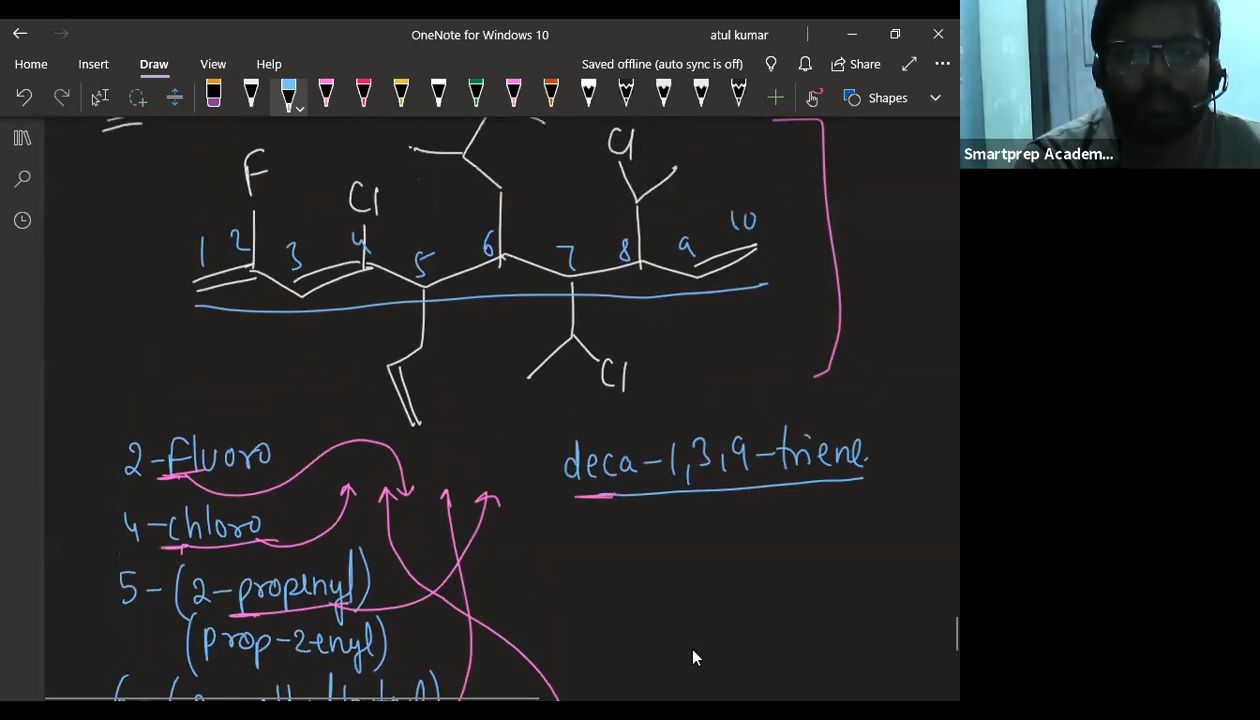 OneNote for Windows 10
atul kumar
Home Insert Draw View Help
Saved offline (auto sync is off)
Share
Shapes
Smartprep Academ...
F
Cl
Cl
1 2 3 4 5 6 7 8 9 10
Cl
2-fluoro
deca-1,3,9-triene.
4-chloro
5-(2-propenyl)
(prop-2enyl)